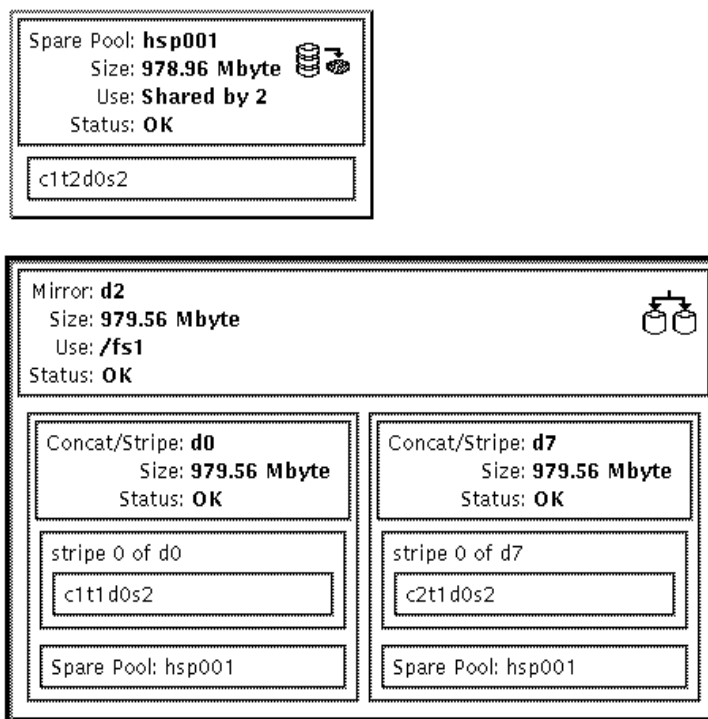 Spare Pool: hsp001
Size: 978.96 Mbyte
Use: Shared by 2
Status: OK
c1t2d0s2
Mirror: d2
Size: 979.56 Mbyte
Use: /fs1
Status: OK
Concat/Stripe: d0
Size: 979.56 Mbyte
Status: OK
stripe 0 of d0
c1t1d0s2
Spare Pool: hsp001
Concat/Stripe: d7
Size: 979.56 Mbyte
Status: OK
stripe 0 of d7
c2t1d0s2
Spare Pool: hsp001